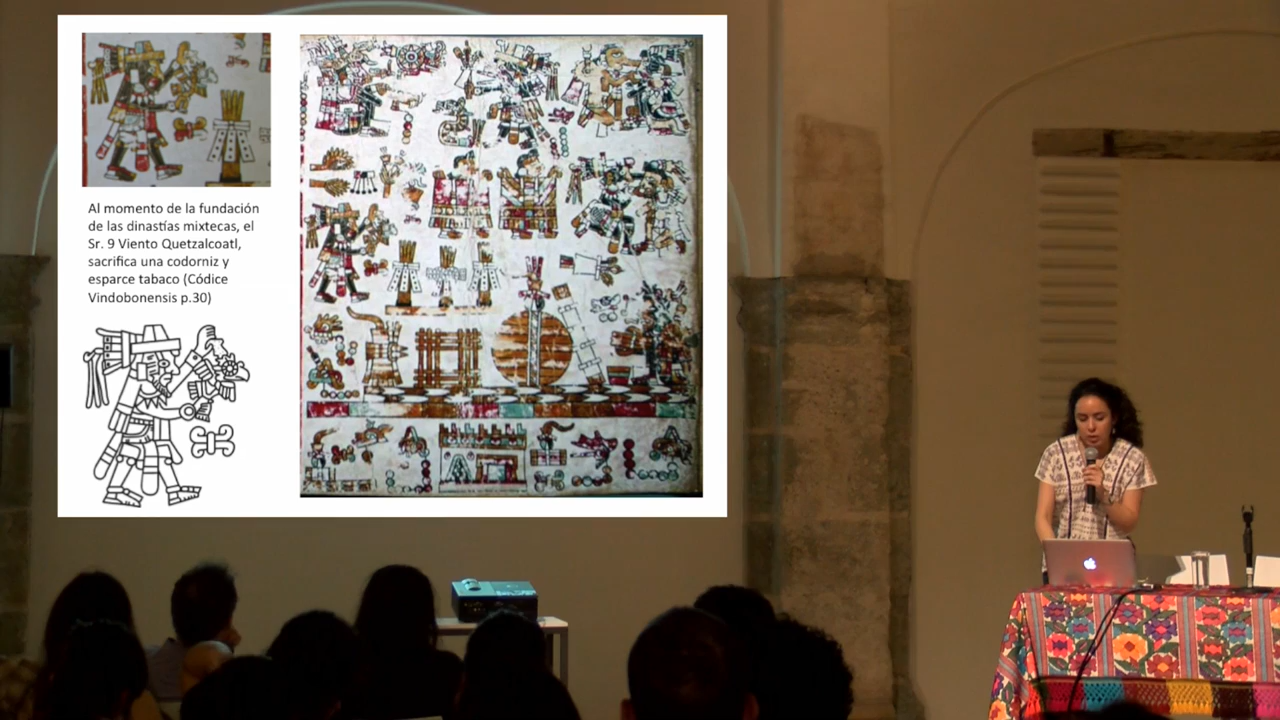 Al momento de la fundación
de las dinastías mixtecas, el
Sr. 9 Viento Quetzalcoatl,
sacrifica una codorniz y
esparce tabaco (Códice
Vindobonensis p.30)